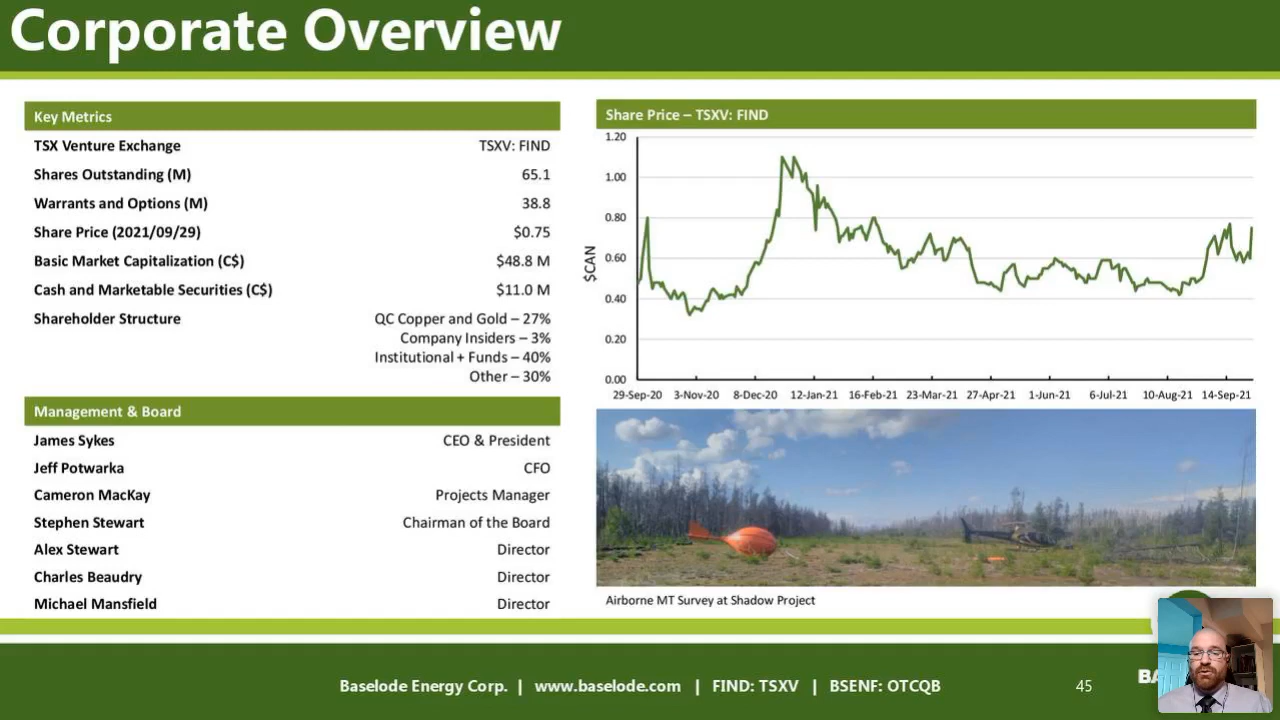 Corporate Overview
Key Metrics
TSX Venture Exchange TSXV: FIND
Shares Outstanding (M) 65.1
Warrants and Options (M) 38.8
Share Price (2021/09/29) $0.75
Basic Market Capitalization (C$) $48.8 M
Cash and Marketable Securities (C$) $11.0 M
Shareholder Structure QC Copper and Gold – 27%
Company Insiders – 3%
Institutional + Funds – 40%
Other – 30%
Management & Board
James Sykes CEO & President
Jeff Potwarka CFO
Cameron MacKay Projects Manager
Stephen Stewart Chairman of the Board
Alex Stewart Director
Charles Beaudry Director
Michael Mansfield Director
Share Price – TSXV: FIND
1.20
1.00
0.80
0.60
0.40
0.20
0.00
$CAN
29-Sep-20 3-Nov-20 8-Dec-20 12-Jan-21 16-Feb-21 23-Mar-21 27-Apr-21 1-Jun-21 6-Jul-21 10-Aug-21 14-Sep-21
Airborne MT Survey at Shadow Project
Baselode Energy Corp. | www.baselode.com | FIND: TSXV | BSENF: OTCQB
45